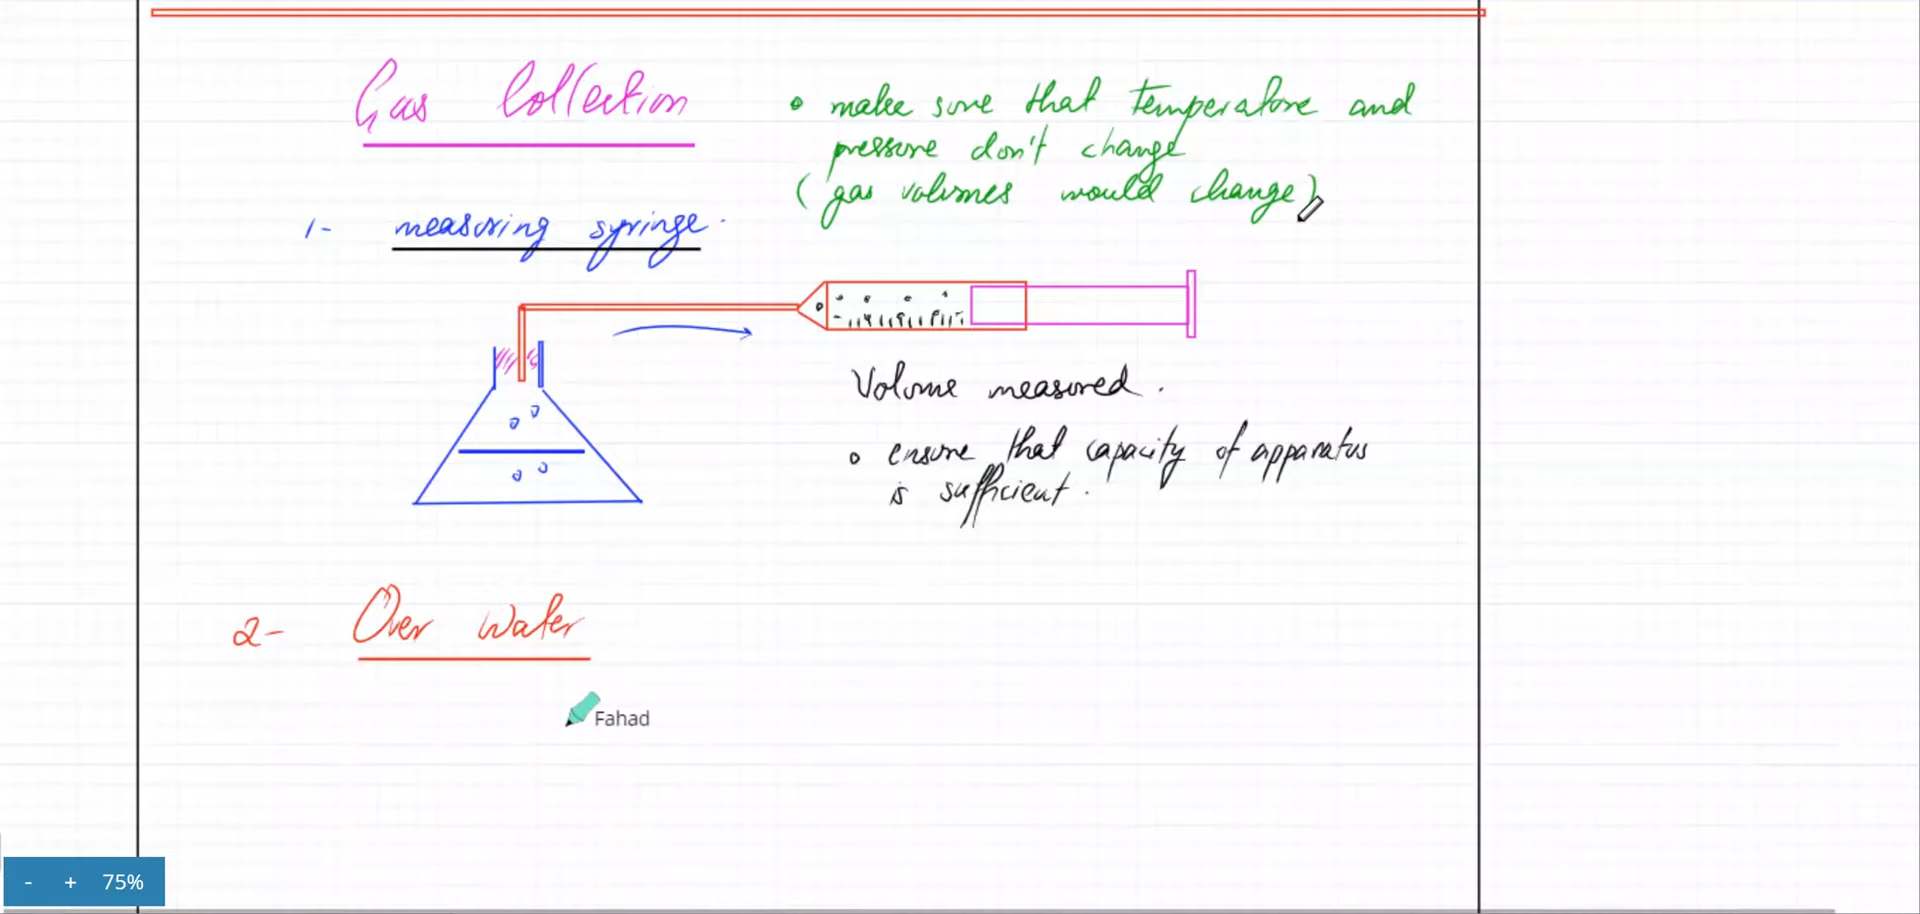 Gas Collection
• make sure that temperature and
pressure don't change
(gas volumes would change)
1- measuring syringe.
Volume measured.
• ensure that capacity of apparatus
is sufficient.
2- Over water
Fahad
- + 75%